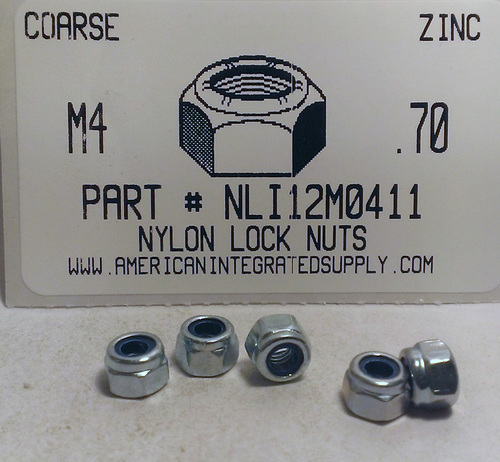 COARSE ZINC
M4 .70
PART # NLI12M0411
NYLON LOCK NUTS
WWW.AMERICANINTEGRATEDSUPPLY.COM